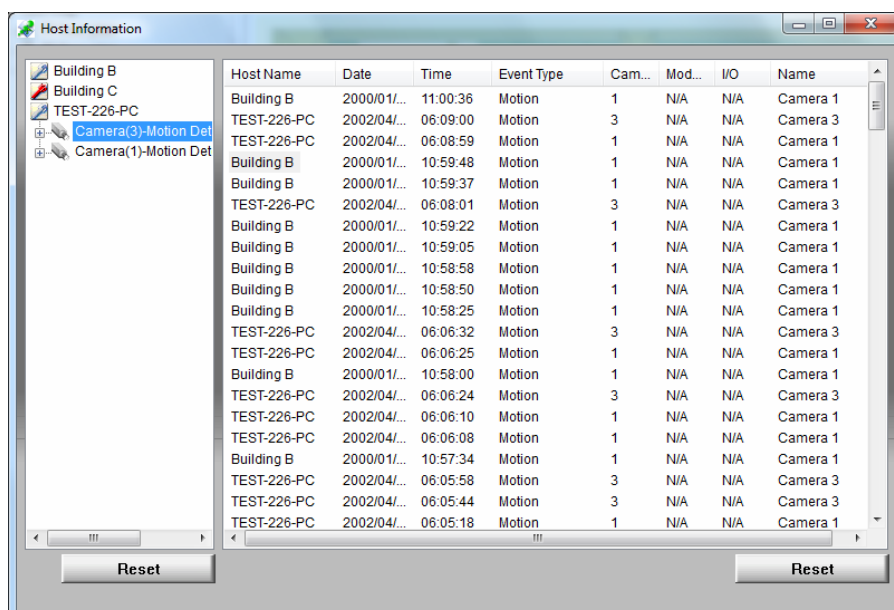 Host Information
Building B
Building C
TEST-226-PC
Camera(3)-Motion Det
Camera(1)-Motion Det
Host Name Date Time Event Type Cam... Mod... I/O Name
Building B 2000/01/... 11:00:36 Motion 1 N/A N/A Camera 1
TEST-226-PC 2002/04/... 06:09:00 Motion 3 N/A N/A Camera 3
TEST-226-PC 2002/04/... 06:08:59 Motion 1 N/A N/A Camera 1
Building B 2000/01/... 10:59:48 Motion 1 N/A N/A Camera 1
Building B 2000/01/... 10:59:37 Motion 1 N/A N/A Camera 1
TEST-226-PC 2002/04/... 06:08:01 Motion 3 N/A N/A Camera 3
Building B 2000/01/... 10:59:22 Motion 1 N/A N/A Camera 1
Building B 2000/01/... 10:59:05 Motion 1 N/A N/A Camera 1
Building B 2000/01/... 10:58:58 Motion 1 N/A N/A Camera 1
Building B 2000/01/... 10:58:50 Motion 1 N/A N/A Camera 1
Building B 2000/01/... 10:58:25 Motion 1 N/A N/A Camera 1
TEST-226-PC 2002/04/... 06:06:32 Motion 3 N/A N/A Camera 3
TEST-226-PC 2002/04/... 06:06:25 Motion 1 N/A N/A Camera 1
Building B 2000/01/... 10:58:00 Motion 1 N/A N/A Camera 1
TEST-226-PC 2002/04/... 06:06:24 Motion 3 N/A N/A Camera 3
TEST-226-PC 2002/04/... 06:06:10 Motion 1 N/A N/A Camera 1
TEST-226-PC 2002/04/... 06:06:08 Motion 1 N/A N/A Camera 1
Building B 2000/01/... 10:57:34 Motion 1 N/A N/A Camera 1
TEST-226-PC 2002/04/... 06:05:58 Motion 3 N/A N/A Camera 3
TEST-226-PC 2002/04/... 06:05:44 Motion 3 N/A N/A Camera 3
TEST-226-PC 2002/04/... 06:05:18 Motion 1 N/A N/A Camera 1
Reset
Reset